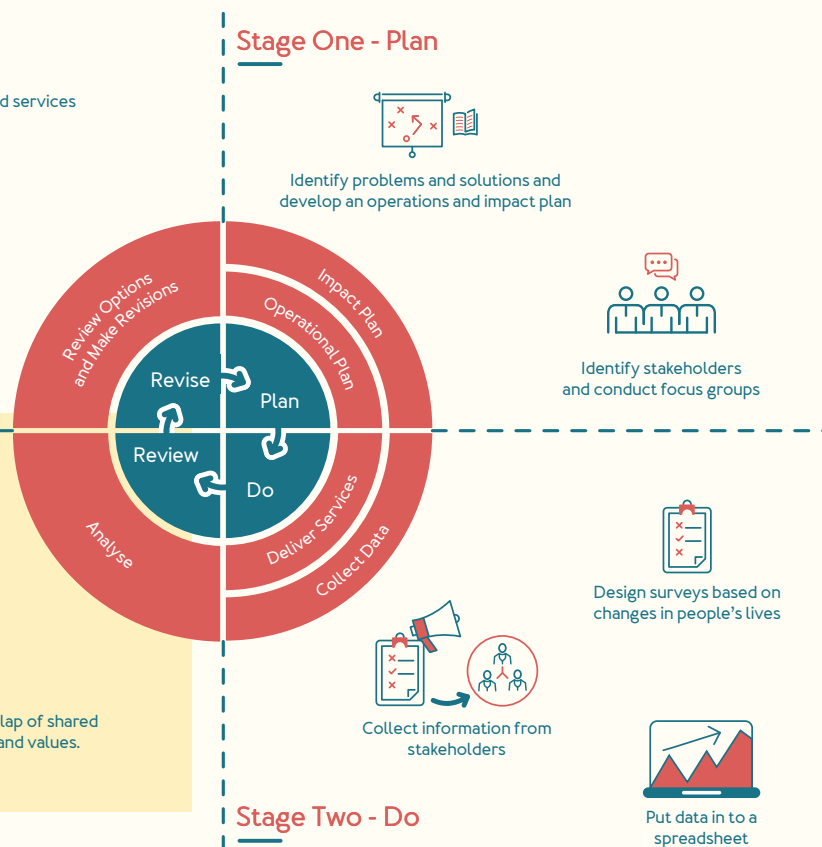 Stage One - Plan
d services
Identify problems and solutions and
develop an operations and impact plan
Identify stakeholders
and conduct focus groups
Review Options
and Make Revisions
Impact Plan
Operational Plan
Revise
Plan
Review
Do
Analyse
Deliver Services
Collect Data
Design surveys based on
changes in people's lives
Collect information from
stakeholders
lap of shared
and values.
Stage Two - Do
Put data in to a
spreadsheet